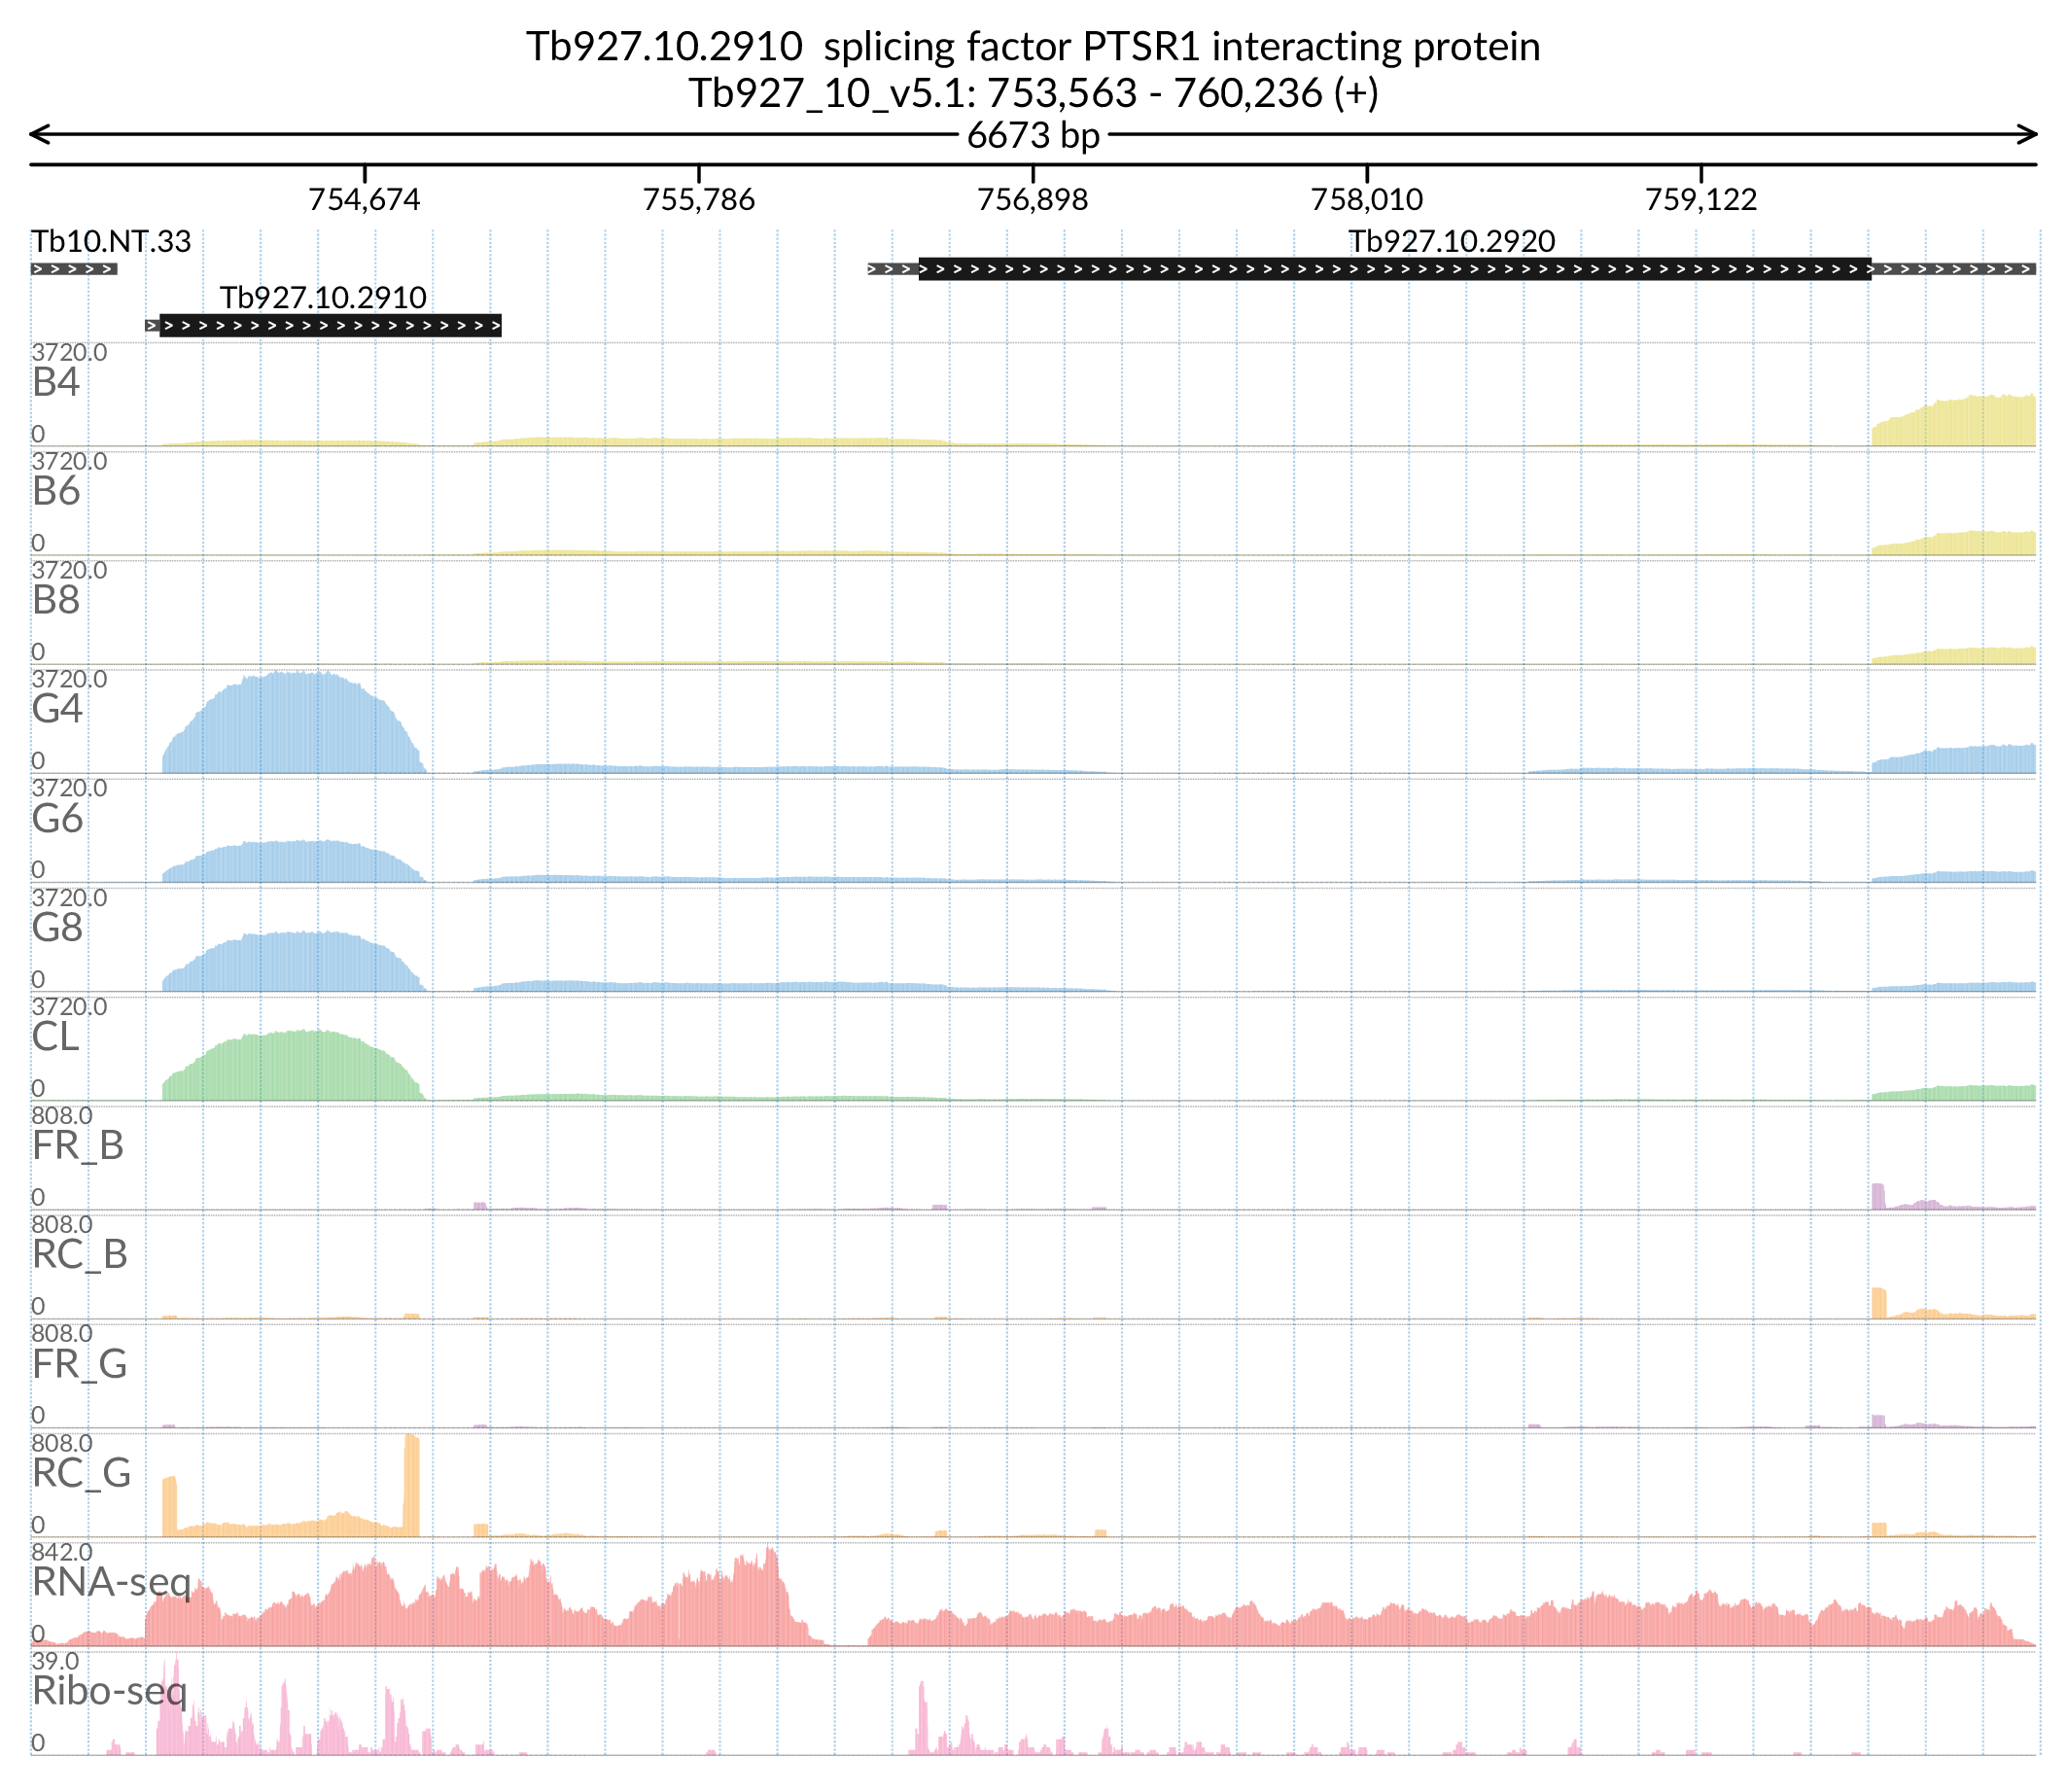 Tb927.10.2910  splicing factor PTSR1 interacting protein
Tb927_10_v5.1: 753,563 - 760,236 (+)
6673 bp
754,674 755,786 756,898 758,010 759,122
Tb10.NT.33 Tb927.10.2920
Tb927.10.2910
3720.0
B4
0
3720.0
B6
0
3720.0
B8
0
3720.0
G4
0
3720.0
G6
0
3720.0
G8
0
3720.0
CL
0
808.0
FR_B
0
808.0
RC_B
0
808.0
FR_G
0
808.0
RC_G
0
842.0
RNA-seq
0
39.0
Ribo-seq
0